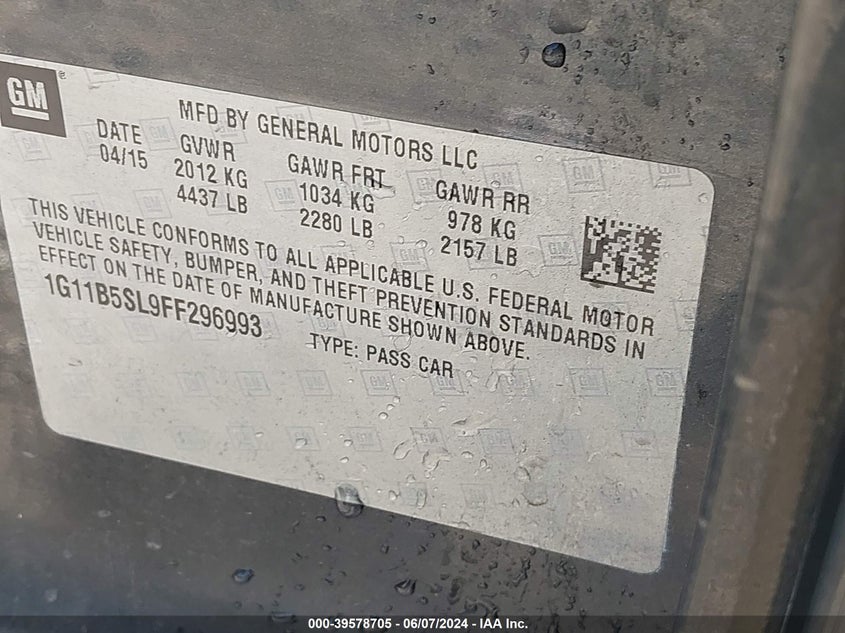 GM®
MFD BY GENERAL MOTORS LLC
DATE GVWR GAWR FRT GAWR RR
04/15 2012 KG 1034 KG 978 KG
4437 LB 2280 LB 2157 LB
THIS VEHICLE CONFORMS TO ALL APPLICABLE U.S. FEDERAL MOTOR
VEHICLE SAFETY, BUMPER, AND THEFT PREVENTION STANDARDS IN
EFFECT ON THE DATE OF MANUFACTURE SHOWN ABOVE.
1G11B5SL9FF296993 TYPE: PASS CAR
000-39578705 - 06/07/2024 - IAA Inc.